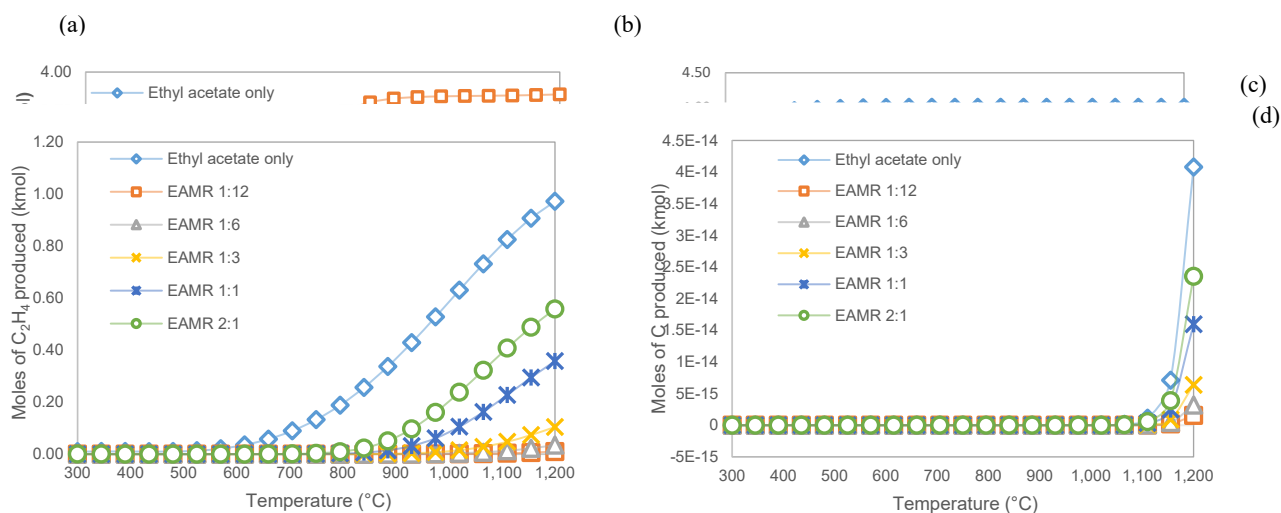 (a)
(b)
4.00
Ethyl acetate only
4.50
(c)
(d)
1.20
1.00
0.80
0.60
0.40
0.20
0.00
Moles of C₂H₄ produced (kmol)
Ethyl acetate only
EAMR 1:12
EAMR 1:6
EAMR 1:3
EAMR 1:1
EAMR 2:1
300 400 500 600 700 800 900 1,000 1,100 1,200
Temperature (°C)
4.5E-14
4E-14
3.5E-14
3E-14
2.5E-14
2E-14
1.5E-14
1E-14
5E-15
0
-5E-15
Moles of C produced (kmol)
Ethyl acetate only
EAMR 1:12
EAMR 1:6
EAMR 1:3
EAMR 1:1
EAMR 2:1
300 400 500 600 700 800 900 1,000 1,100 1,200
Temperature (°C)